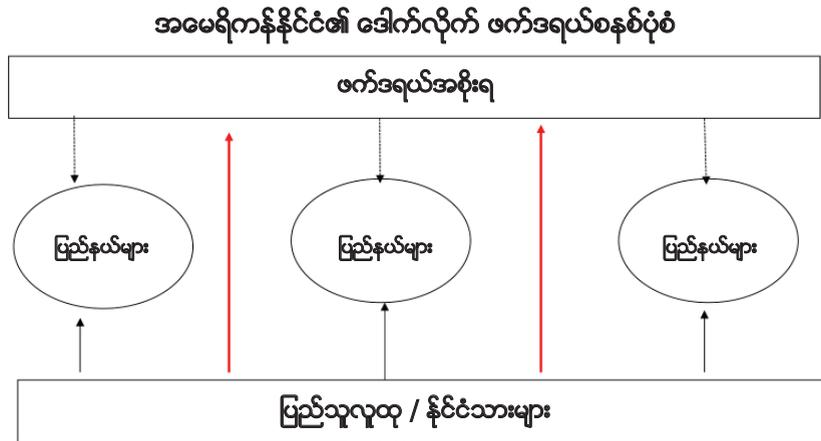 အမေရိကန်နိုင်ငံ၏ ဒေါက်လိုက် ဖက်ဒရယ်စနစ်ပုံစံ
ဖက်ဒရယ်အစိုးရ
ပြည်နယ်များ
ပြည်နယ်များ
ပြည်နယ်များ
ပြည်သူလူထု / နိုင်ငံသားများ